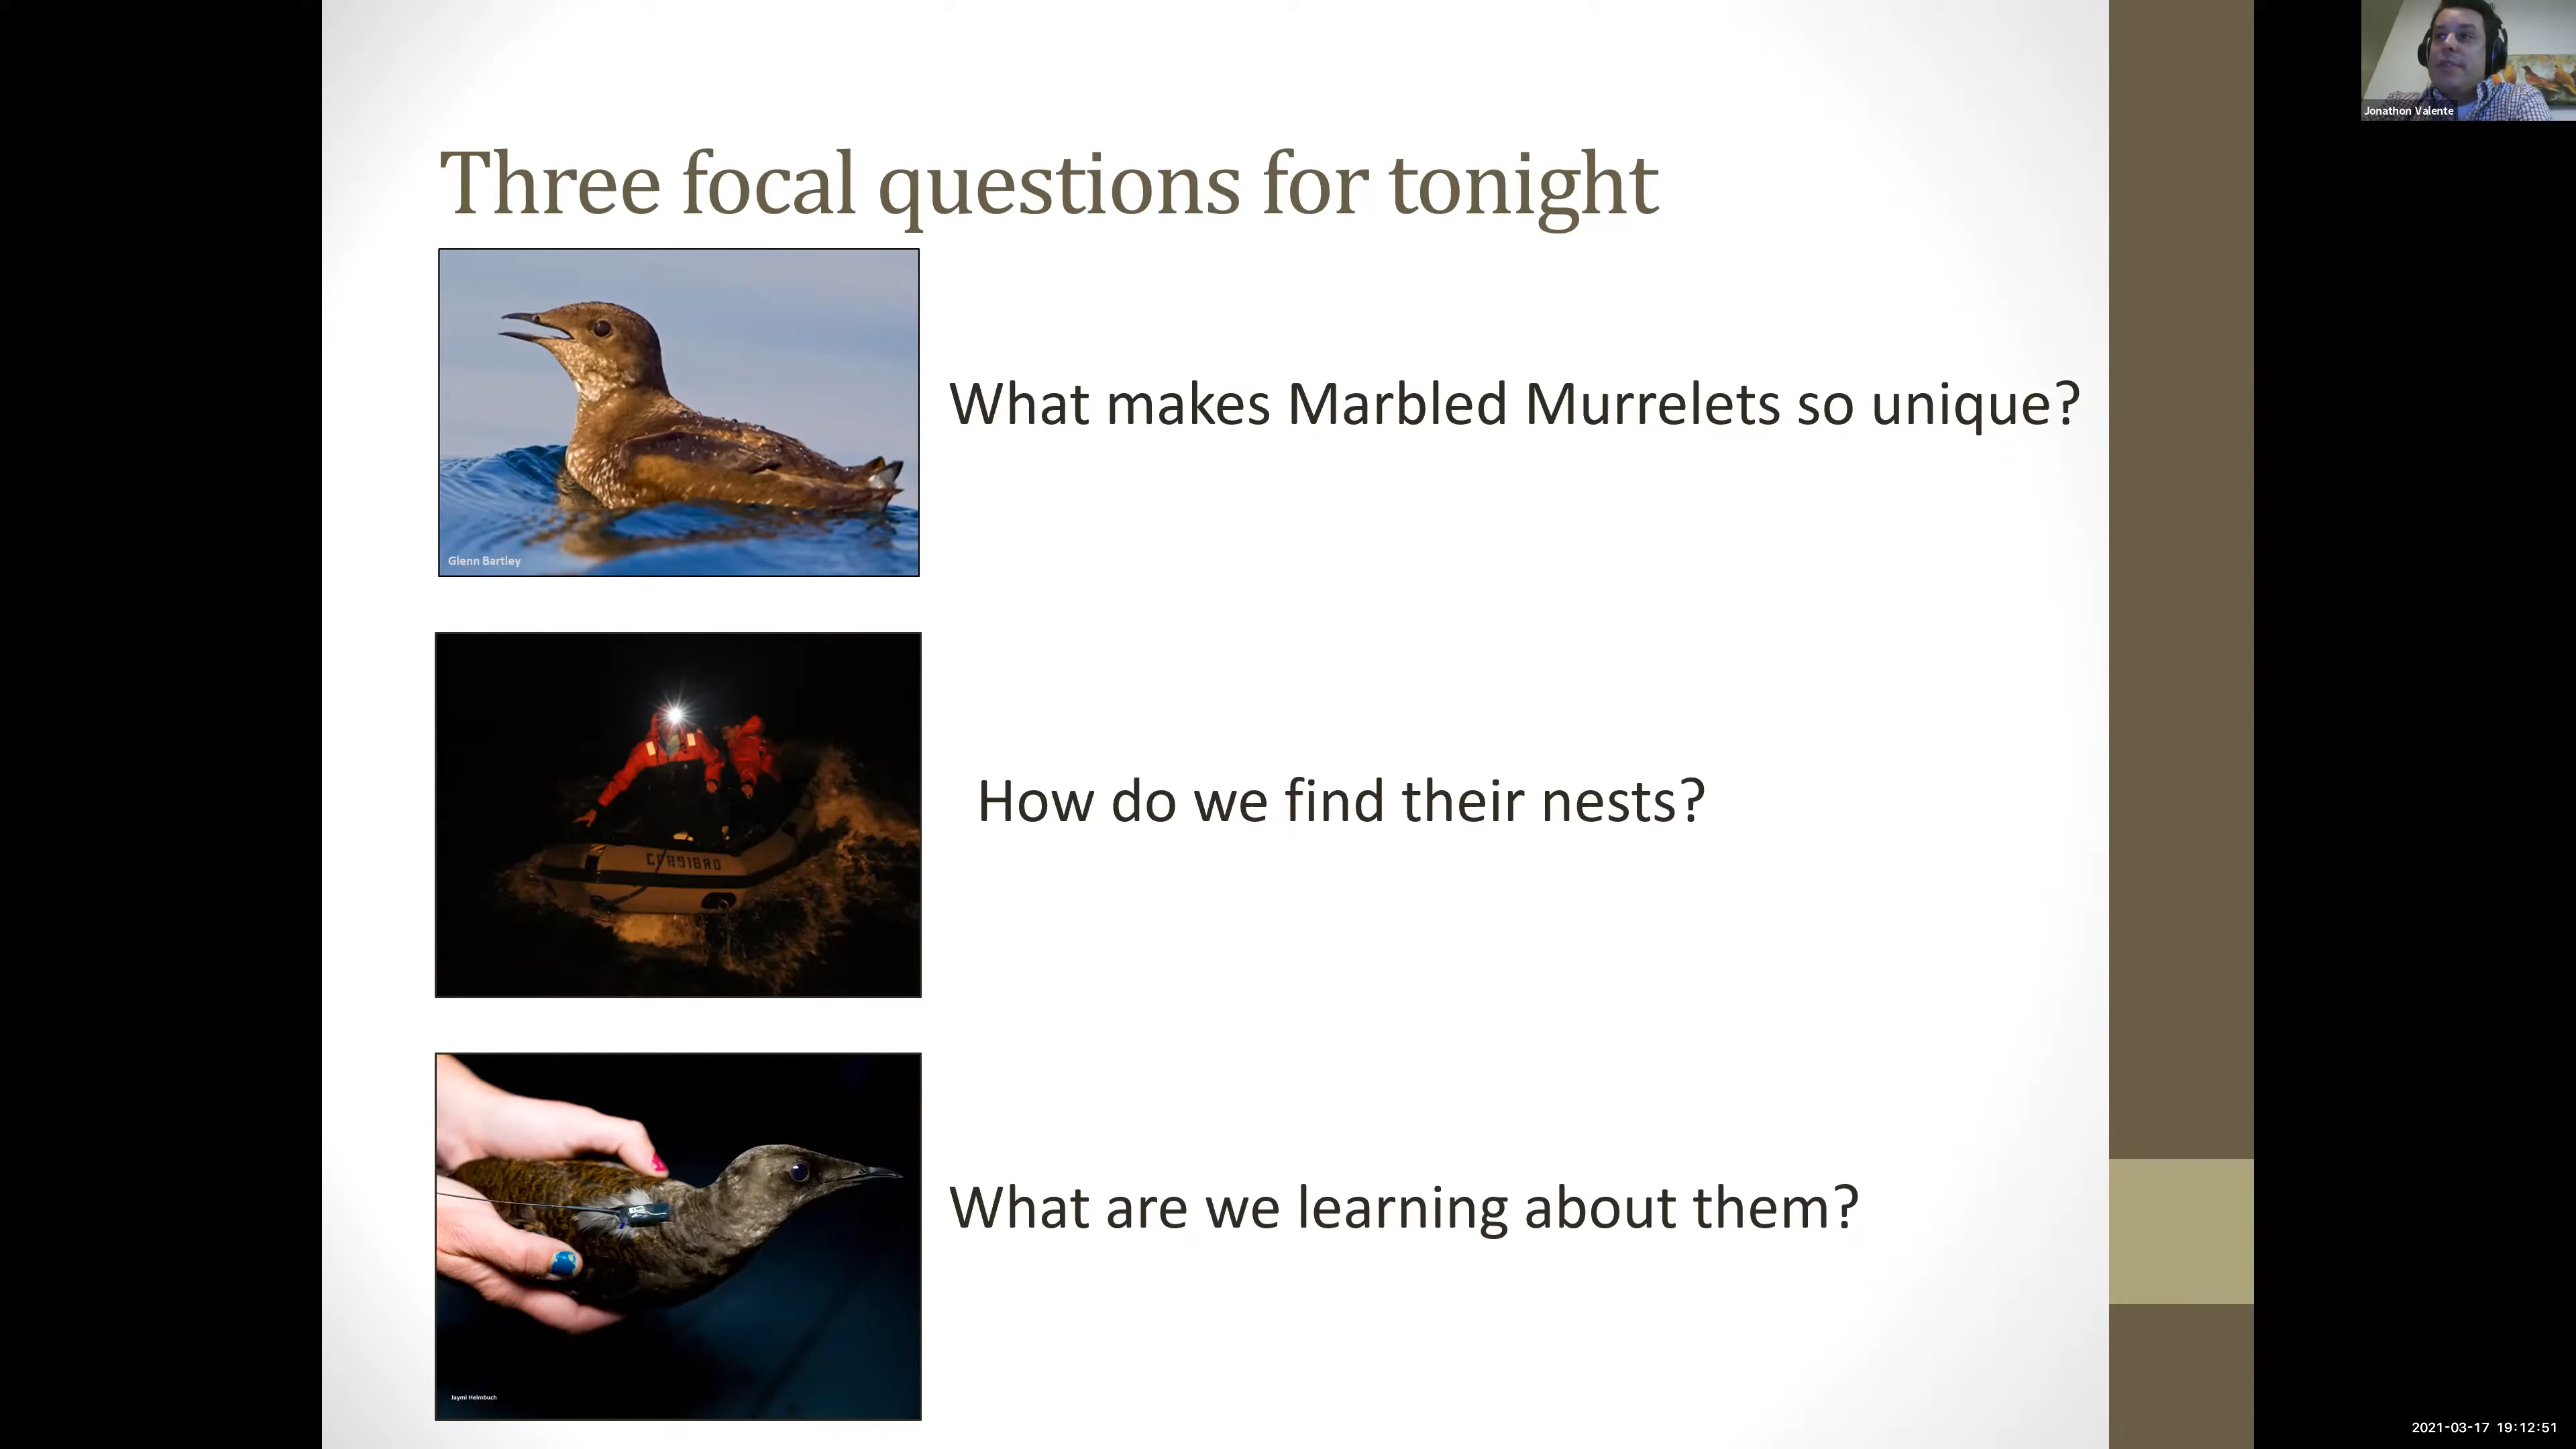 Jonathon Valente
Three focal questions for tonight
Glenn Bartley
What makes Marbled Murrelets so unique?
How do we find their nests?
What are we learning about them?
Jaymi Heimbuch
2021-03-17 19:12:51